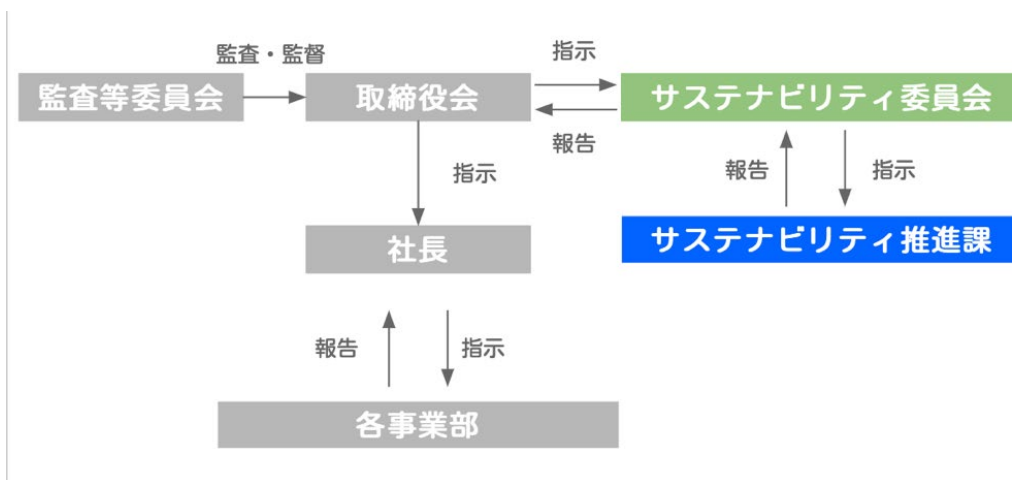 監査・監督
指示
監査等委員会
取締役会
サステナビリティ委員会
報告
指示
報告
指示
社長
サステナビリティ推進課
報告
指示
各事業部